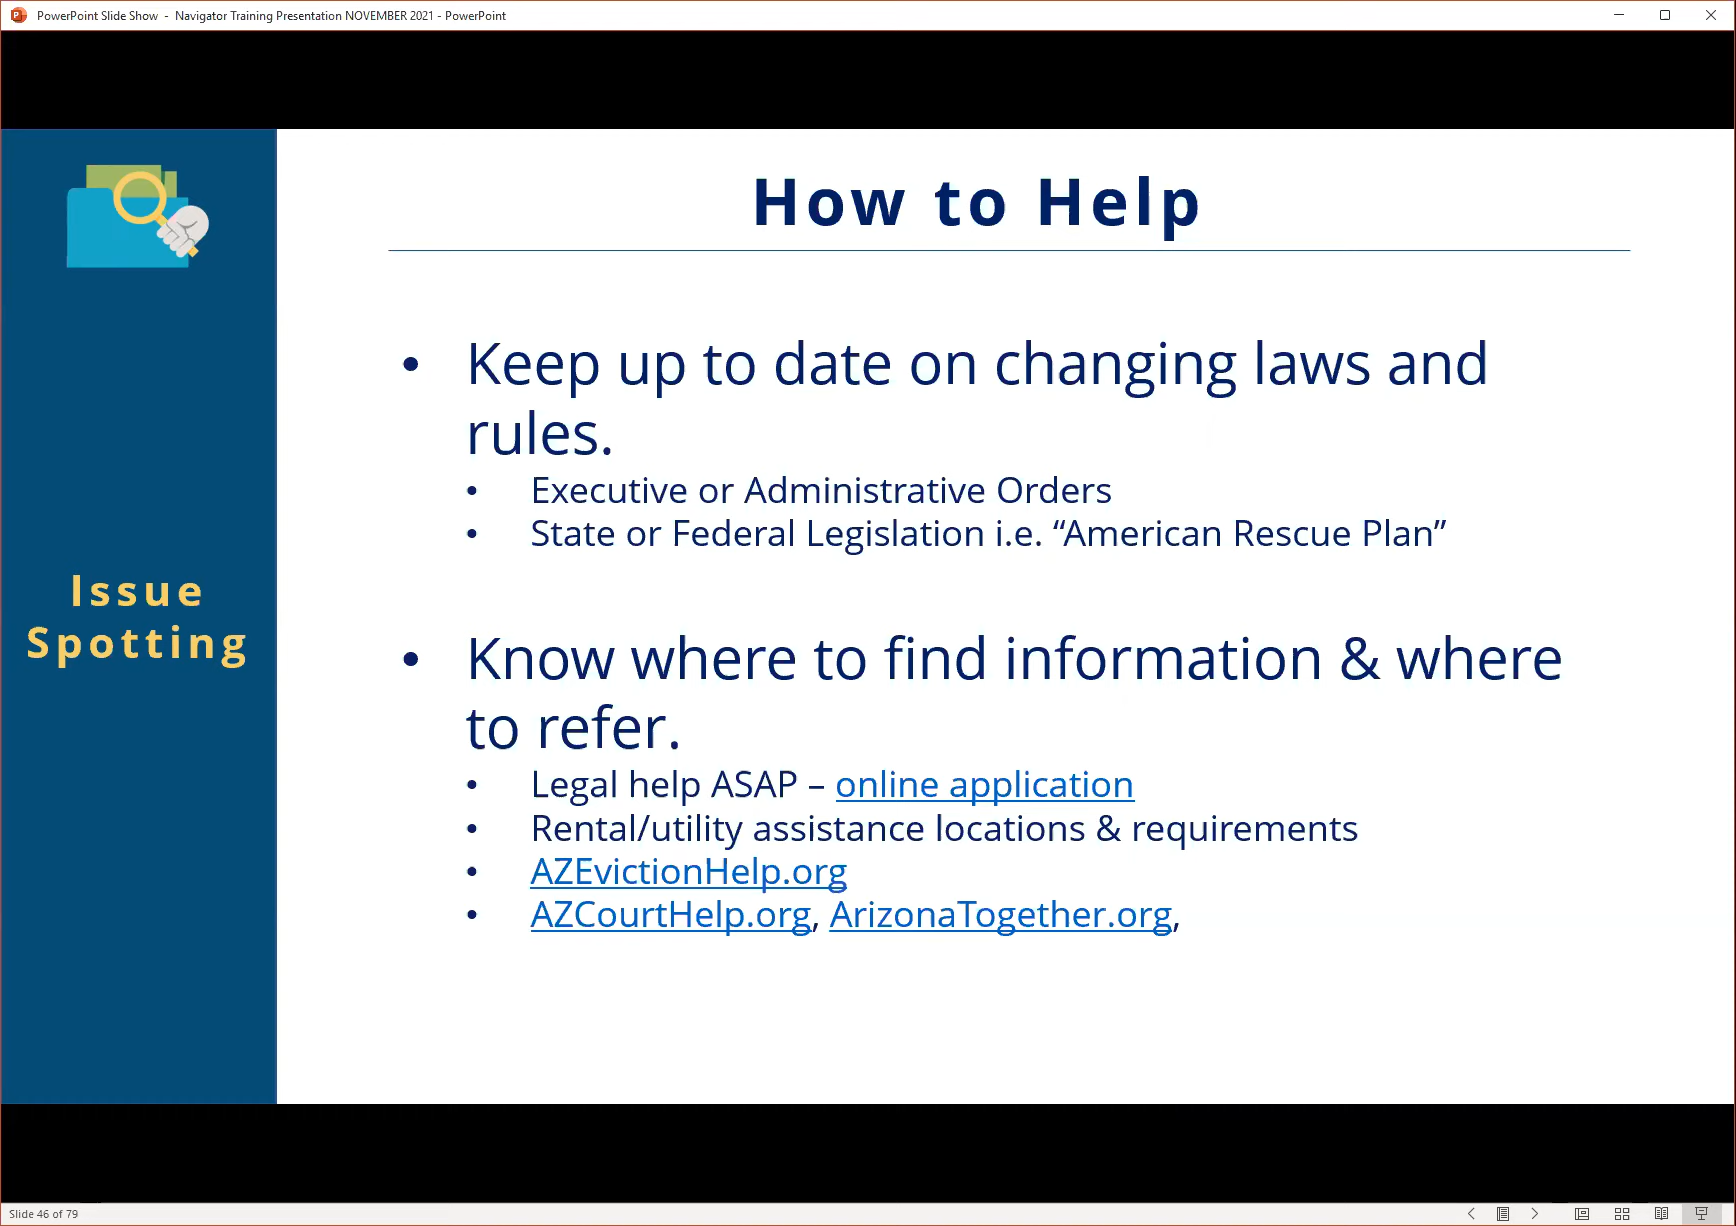 PowerPoint Slide Show - Navigator Training Presentation NOVEMBER 2021 - PowerPoint
How to Help
• Keep up to date on changing laws and
rules.
• Executive or Administrative Orders
• State or Federal Legislation i.e. “American Rescue Plan”
Issue
Spotting
• Know where to find information & where
to refer.
• Legal help ASAP – online application
• Rental/utility assistance locations & requirements
• AZEvictionHelp.org
• AZCourtHelp.org, ArizonaTogether.org,
Slide 46 of 79